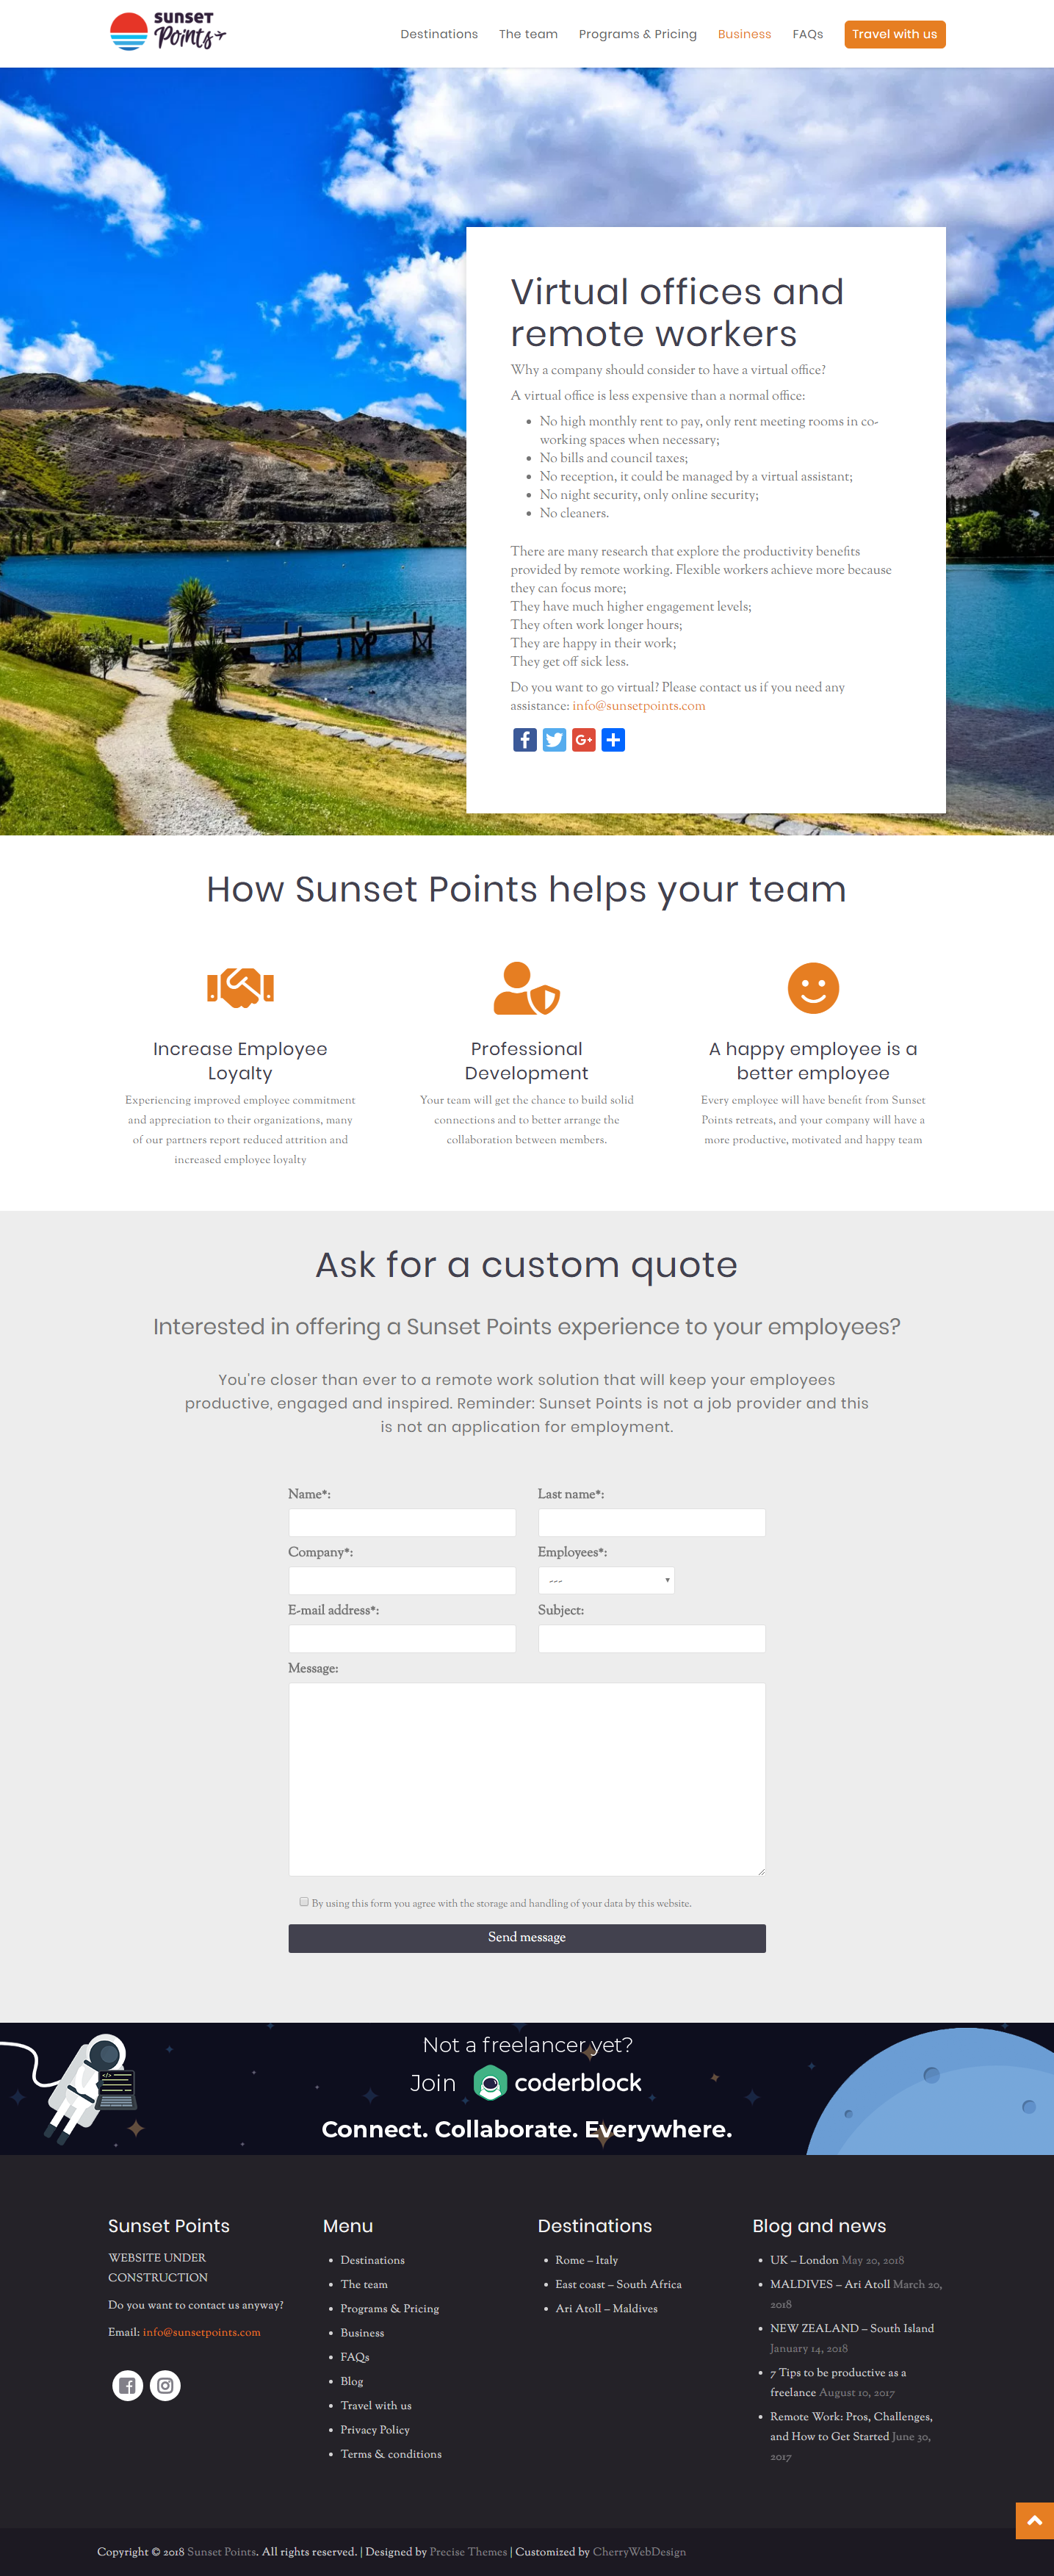 sunset
Points
Destinations The team Programs & Pricing Business FAQs Travel with us
Virtual offices and
remote workers
Why a company should consider to have a virtual office?
A virtual office is less expensive than a normal office:
• No high monthly rent to pay, only rent meeting rooms in co-
working spaces when necessary;
• No bills and council taxes;
• No reception, it could be managed by a virtual assistant;
• No night security, only online security;
• No cleaners.
There are many research that explore the productivity benefits
provided by remote working. Flexible workers achieve more because
they can focus more;
They have much higher engagement levels;
They often work longer hours;
They are happy in their work;
They get off sick less.
Do you want to go virtual? Please contact us if you need any
assistance: info@sunsetpoints.com
How Sunset Points helps your team
Increase Employee
Loyalty
Experiencing improved employee commitment
and appreciation to their organizations, many
of our partners report reduced attrition and
increased employee loyalty
Professional
Development
Your team will get the chance to build solid
connections and to better arrange the
collaboration between members.
A happy employee is a
better employee
Every employee will have benefit from Sunset
Points retreats, and your company will have a
more productive, motivated and happy team
Ask for a custom quote
Interested in offering a Sunset Points experience to your employees?
You're closer than ever to a remote work solution that will keep your employees
productive, engaged and inspired. Reminder: Sunset Points is not a job provider and this
is not an application for employment.
Name*: Last name*:
Company*: Employees*:
---
E-mail address*: Subject:
Message:
By using this form you agree with the storage and handling of your data by this website.
Send message
Not a freelancer yet?
Join coderblock
Connect. Collaborate. Everywhere.
Sunset Points
WEBSITE UNDER
CONSTRUCTION
Do you want to contact us anyway?
Email: info@sunsetpoints.com
Menu
• Destinations
• The team
• Programs & Pricing
• Business
• FAQs
• Blog
• Travel with us
• Privacy Policy
• Terms & conditions
Destinations
• Rome – Italy
• East coast – South Africa
• Ari Atoll – Maldives
Blog and news
• UK – London May 20, 2018
• MALDIVES – Ari Atoll March 20,
2018
• NEW ZEALAND – South Island
January 14, 2018
• 7 Tips to be productive as a
freelance August 10, 2017
• Remote Work: Pros, Challenges,
and How to Get Started June 30,
2017
Copyright © 2018 Sunset Points. All rights reserved. | Designed by Precise Themes | Customized by CherryWebDesign